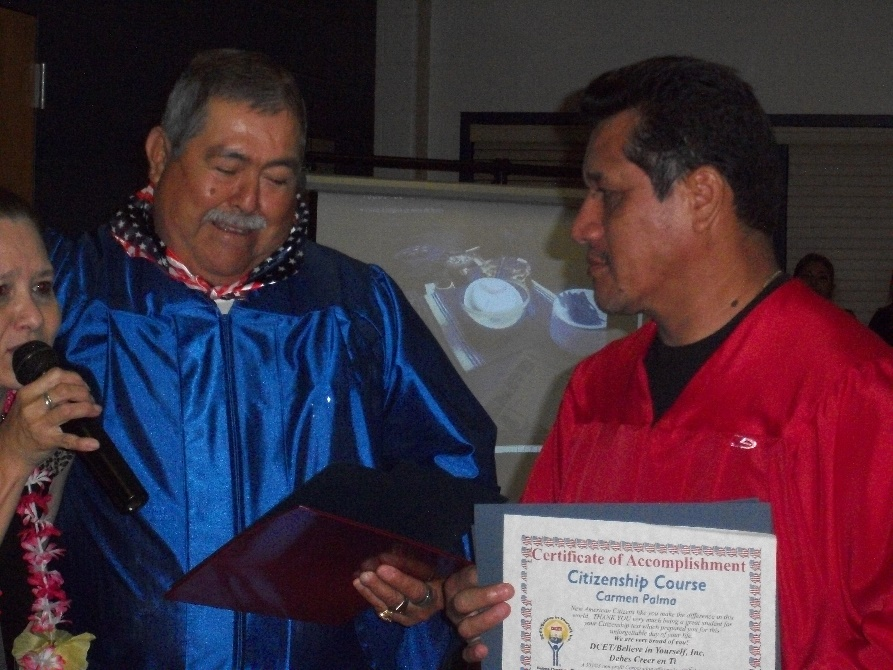 Certificate of Accomplishment
Citizenship Course
Carmen Palma
New American Citizens like you make the difference in this
world. THANK YOU very much being a great student for
your Citizenship test which prepared you for this
unforgettable day of your life.
We are very proud of you!
DCET/Believe in Yourself, Inc.
Debes Creer en Ti